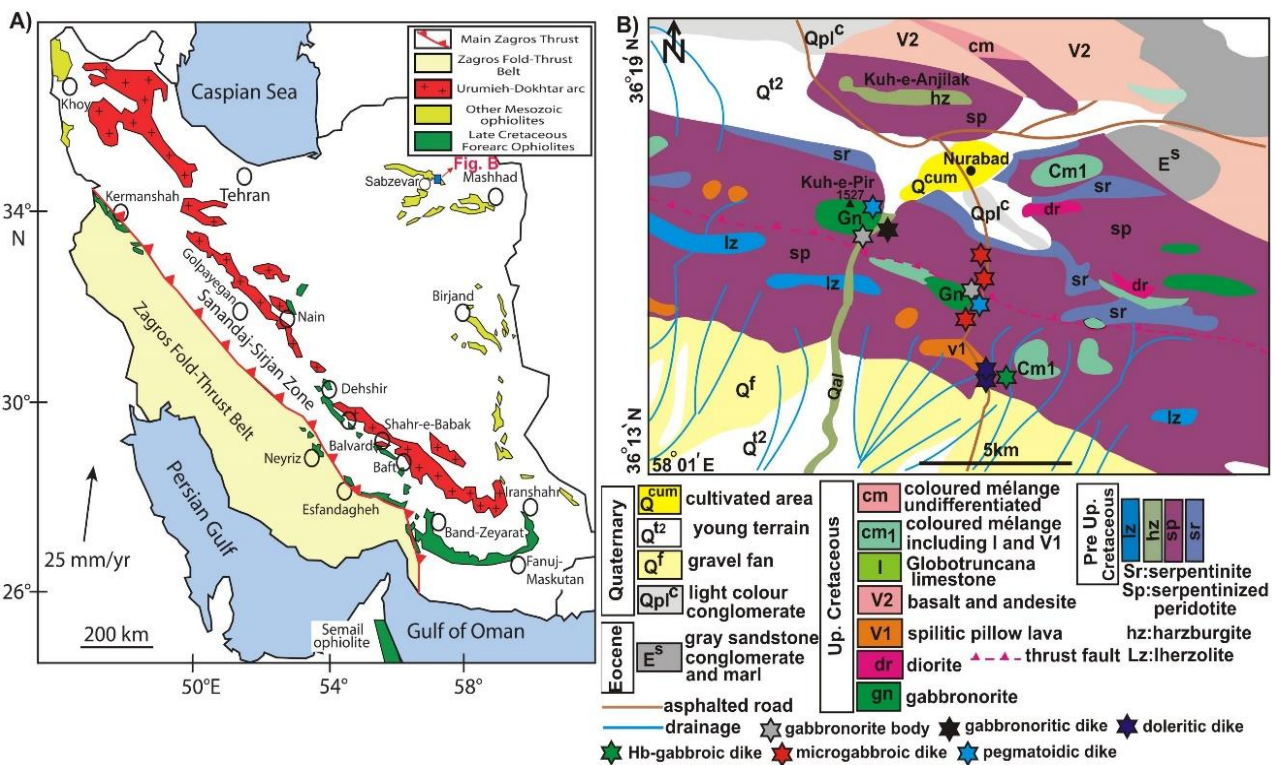 A)
Main Zagros Thrust
Zagros Fold-Thrust
Belt
Urumieh-Dokhtar arc
Other Mesozoic
ophiolites
Late Cretaceous
Forearc Ophiolites
Caspian Sea
Khoy
Fig. B
Sabzevar
Mashhad
Tehran
Kermanshah
34°
N
Golpayegan
Sanandaj-Sirjan Zone
Nain
Birjand
Zagros Fold-Thrust Belt
Dehshir
30°
Shahr-e-Babak
Balvard
Baft
Neyriz
Iranshahr
Esfandagheh
Band-Zeyarat
Persian Gulf
25 mm/yr
Fanuj-
Maskutan
26°
200 km
Semail
ophiolite
Gulf of Oman
50°E
54°
58°
B)
N
36°19ˋN
Qplc
V2
cm
V2
Kuh-e-Anjilak
hz
Qt2
sp
sr
Nurabad
Es
Cm1
Qcum
sr
Kuh-e-Pir
1527
Gn
Qplc
dr
lz
sp
sp
lz
Gn
sr
dr
sr
v1
Cm1
Qf
Qal
lz
Qt2
36°13ˋN
58°01′E
5km
Quaternary
Qcum cultivated area
Qt2 young terrain
Qf gravel fan
Qplc light colour
conglomerate
Eocene
Es gray sandstone
conglomerate
and marl
Up. Cretaceous
cm coloured mélange
undifferentiated
cm1 coloured mélange
including I and V1
I Globotruncana
limestone
V2 basalt and andesite
V1 spilitic pillow lava
dr diorite
gn gabbronorite
Pre Up.
Cretaceous
lz hz sp sr
Sr:serpentinite
Sp:serpentinized
peridotite
hz:harzburgite
thrust fault Lz:lherzolite
asphalted road
drainage gabbronorite body gabbronoritic dike doleritic dike
Hb-gabbroic dike microgabbroic dike pegmatoidic dike